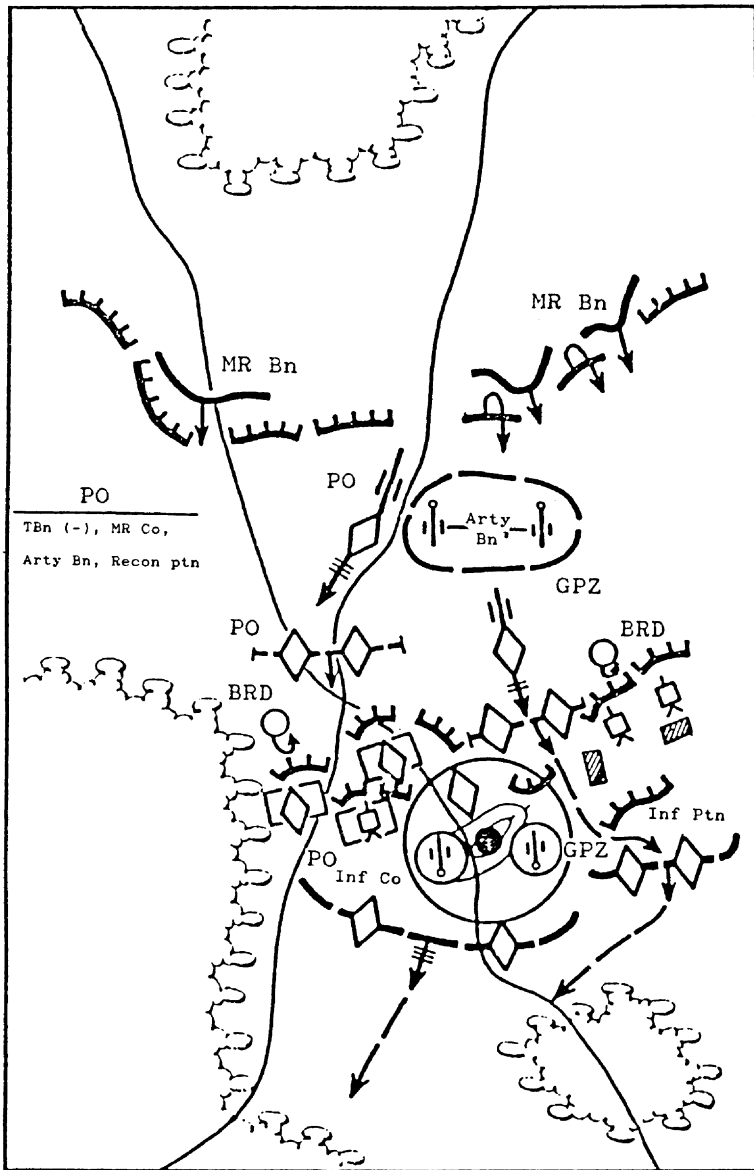 MR Bn
MR Bn
PO
PO
TBn (-), MR Co,
Arty Bn, Recon ptn
Arty
Bn
GPZ
PO
BRD
BRD
Inf Ptn
GPZ
PO
Inf Co